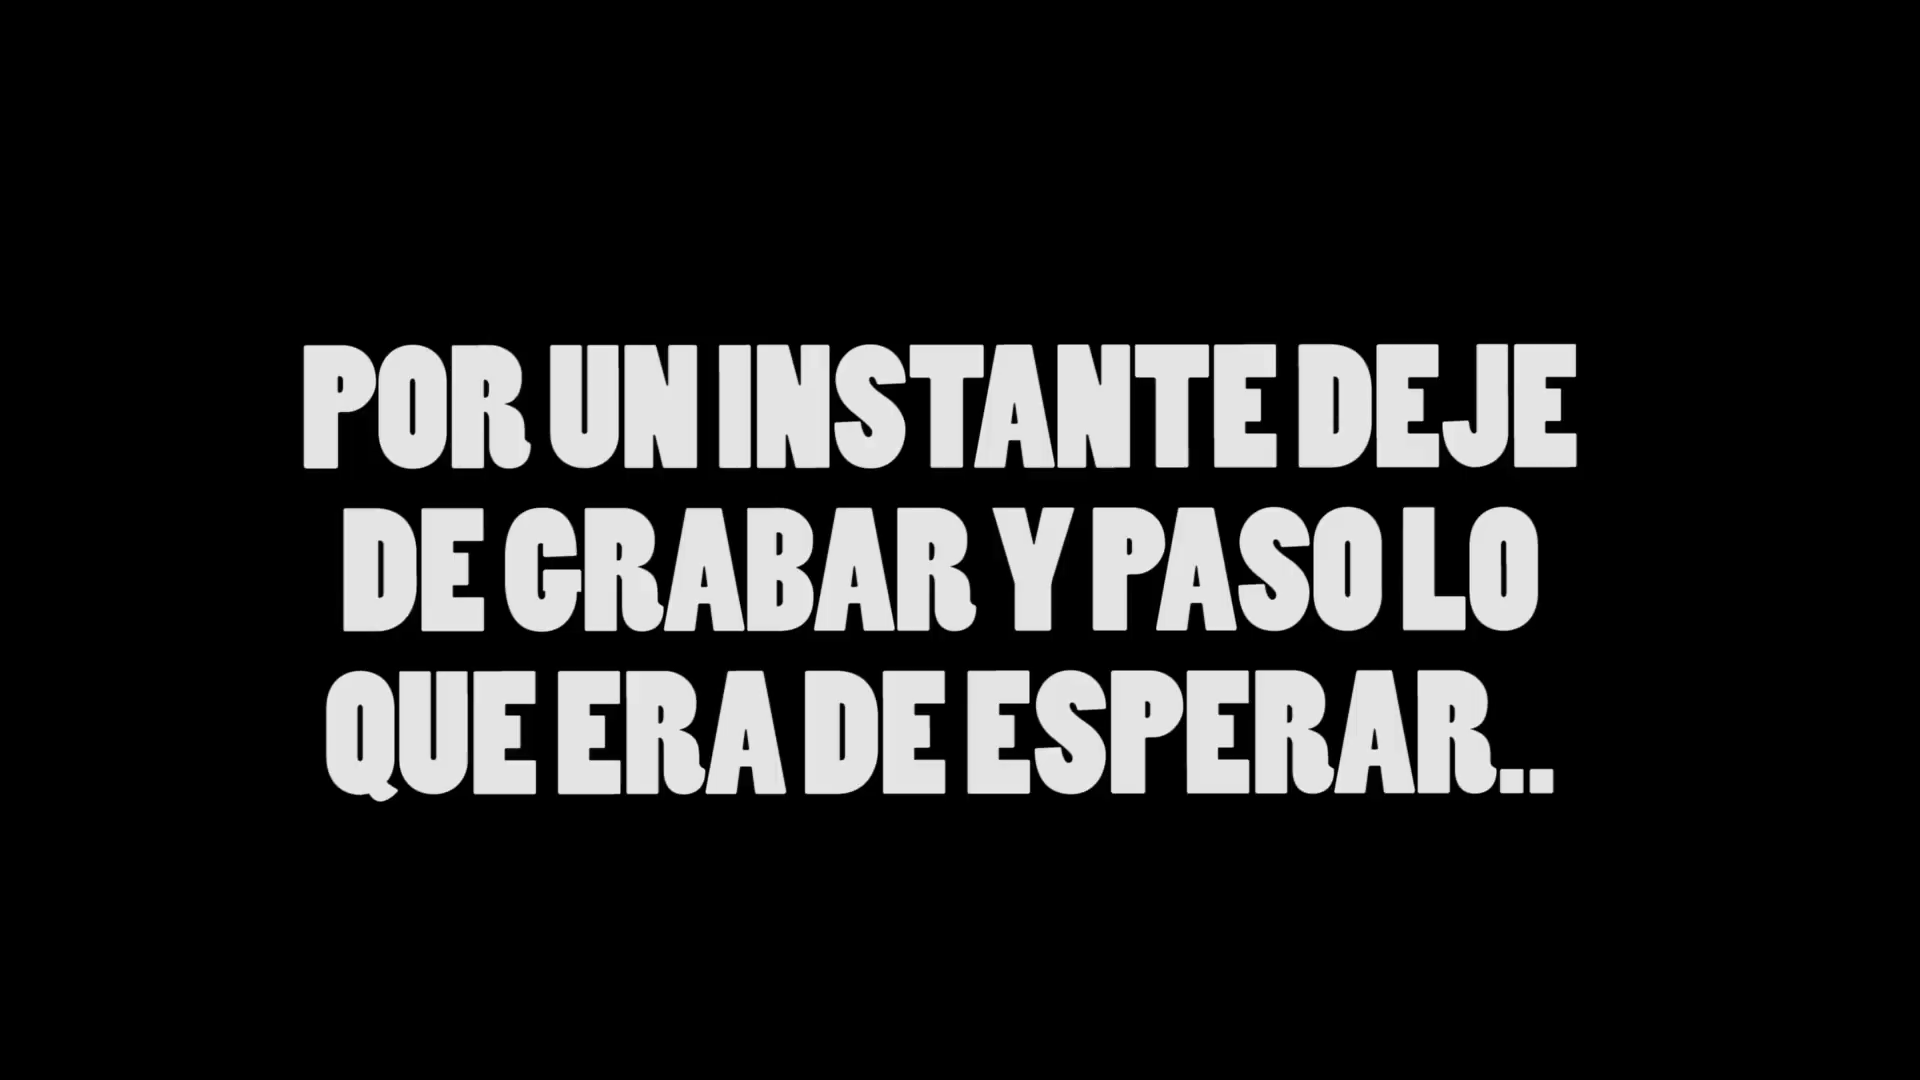 POR UN INSTANTE DEJE
DE GRABAR Y PASO LO
QUE ERA DE ESPERAR..